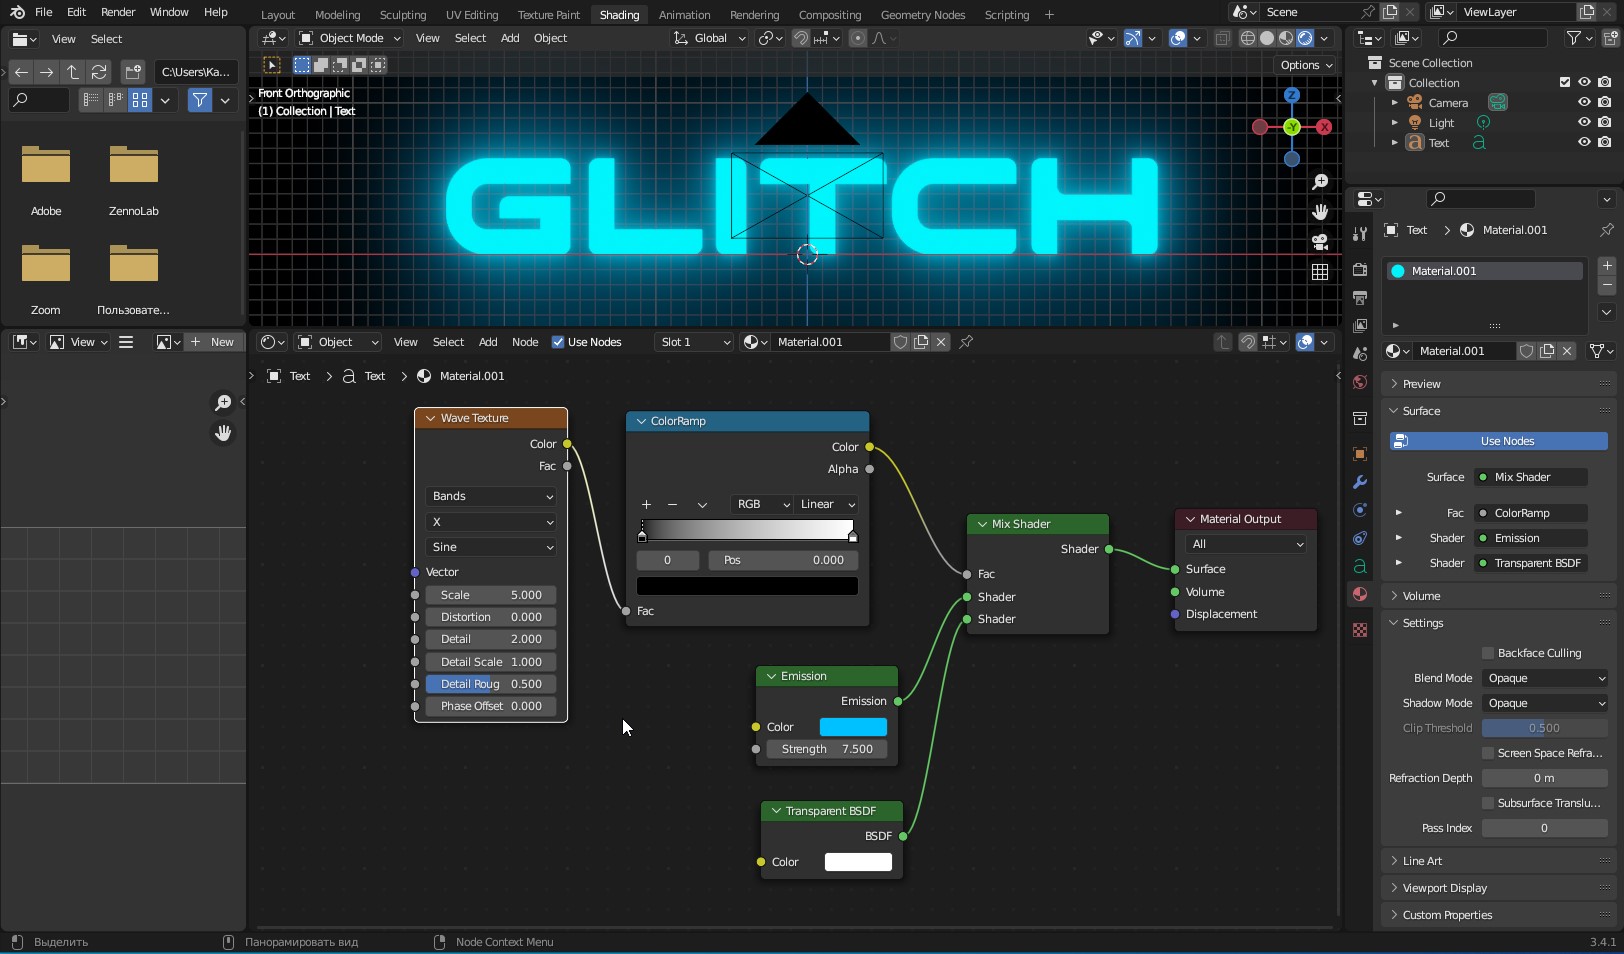 File Edit Render Window Help Layout Modeling Sculpting UV Editing Texture Paint Shading Animation Rendering Compositing Geometry Nodes Scripting + Scene ViewLayer
View Select
Object Mode View Select Add Object Global
C:\Users\Ka...
Options
Front Orthographic
(1) Collection | Text
GLITCH
Z
-Y
X
Adobe
ZennoLab
Zoom
Пользовате...
Scene Collection
Collection
Camera
Light
Text
Text > Material.001
Material.001
Material.001
View + New
Object View Select Add Node Use Nodes Slot 1 Material.001
Text > Text > Material.001
Wave Texture
Color
Fac
Bands
X
Sine
Vector
Scale 5.000
Distortion 0.000
Detail 2.000
Detail Scale 1.000
Detail Roug 0.500
Phase Offset 0.000
ColorRamp
Color
Alpha
+ − RGB Linear
0 Pos 0.000
Fac
Mix Shader
Shader
Fac
Shader
Shader
Material Output
All
Surface
Volume
Displacement
Emission
Emission
Color
Strength 7.500
Transparent BSDF
BSDF
Color
Preview
Surface
Use Nodes
Surface Mix Shader
Fac ColorRamp
Shader Emission
Shader Transparent BSDF
Volume
Settings
Backface Culling
Blend Mode Opaque
Shadow Mode Opaque
Clip Threshold 0.500
Screen Space Refra...
Refraction Depth 0 m
Subsurface Translu...
Pass Index 0
Line Art
Viewport Display
Custom Properties
Выделить Панорамировать вид Node Context Menu 3.4.1